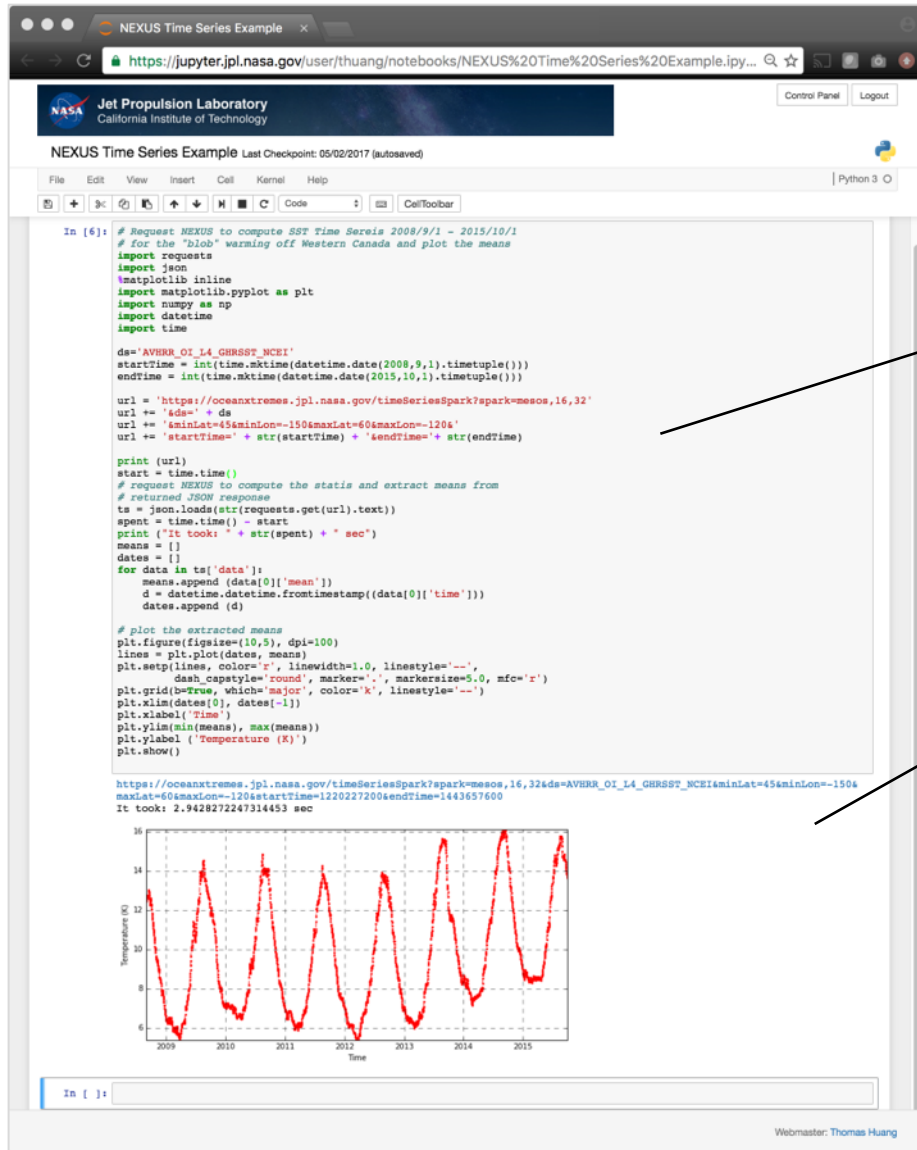 NEXUS Time Series Example
https://jupyter.jpl.nasa.gov/user/thuang/notebooks/NEXUS%20Time%20Series%20Example.ipy...
NASA
Jet Propulsion Laboratory
California Institute of Technology
Control Panel
Logout
NEXUS Time Series Example Last Checkpoint: 05/02/2017 (autosaved)
File Edit View Insert Cell Kernel Help
Python 3
Code
CellToolbar
In [6]:
# Request NEXUS to compute SST Time Sereis 2008/9/1 - 2015/10/1
# for the "blob" warming off Western Canada and plot the means
import requests
import json
%matplotlib inline
import matplotlib.pyplot as plt
import numpy as np
import datetime
import time
ds='AVHRR_OI_L4_GHRSST_NCEI'
startTime = int(time.mktime(datetime.date(2008,9,1).timetuple()))
endTime = int(time.mktime(datetime.date(2015,10,1).timetuple()))
url = 'https://oceanxtremes.jpl.nasa.gov/timeSeriesSpark?spark=mesos,16,32'
url += '&ds=' + ds
url += '&minLat=45&minLon=-150&maxLat=60&maxLon=-120&'
url += 'startTime=' + str(startTime) + '&endTime='+ str(endTime)
print (url)
start = time.time()
# request NEXUS to compute the statis and extract means from
# returned JSON response
ts = json.loads(str(requests.get(url).text))
spent = time.time() - start
print ("It took: " + str(spent) + " sec")
means = []
dates = []
for data in ts['data']:
    means.append (data[0]['mean'])
    d = datetime.datetime.fromtimestamp((data[0]['time']))
    dates.append (d)
# plot the extracted means
plt.figure(figsize=(10,5), dpi=100)
lines = plt.plot(dates, means)
plt.setp(lines, color='r', linewidth=1.0, linestyle='--',
         dash_capstyle='round', marker='.', markersize=5.0, mfc='r')
plt.grid(b=True, which='major', color='k', linestyle='--')
plt.xlim(dates[0], dates[-1])
plt.xlabel('Time')
plt.ylim(min(means), max(means))
plt.ylabel ('Temperature (K)')
plt.show()
https://oceanxtremes.jpl.nasa.gov/timeSeriesSpark?spark=mesos,16,32&ds=AVHRR_OI_L4_GHRSST_NCEI&minLat=45&minLon=-150&
maxLat=60&maxLon=-120&startTime=1220227200&endTime=1443657600
It took: 2.9428272247314453 sec
16
14
12
10
8
6
Temperature (K)
2009 2010 2011 2012 2013 2014 2015
Time
In [ ]:
Webmaster: Thomas Huang